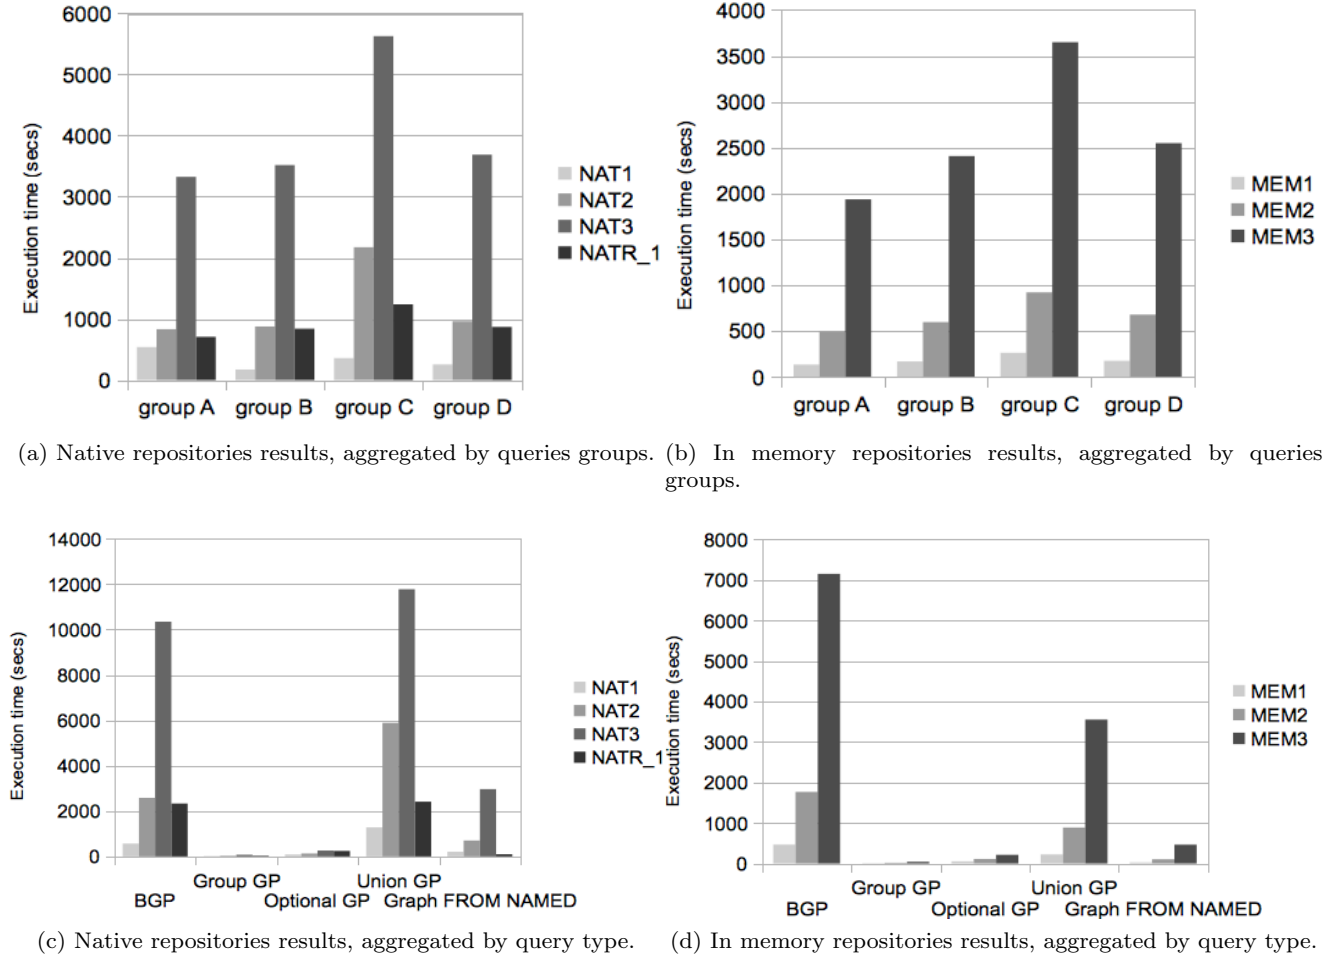 6000
5000
4000
3000
2000
1000
0
Execution time (secs)
group A group B group C group D
NAT1
NAT2
NAT3
NATR_1
4000
3500
3000
2500
2000
1500
1000
500
0
Execution time (secs)
group A group B group C group D
MEM1
MEM2
MEM3
(a) Native repositories results, aggregated by queries groups.
(b) In memory repositories results, aggregated by queries
groups.
14000
12000
10000
8000
6000
4000
2000
0
Execution time (secs)
Group GP Union GP
BGP Optional GP Graph FROM NAMED
NAT1
NAT2
NAT3
NATR_1
8000
7000
6000
5000
4000
3000
2000
1000
0
Execution time (secs)
Group GP Union GP
BGP Optional GP Graph FROM NAMED
MEM1
MEM2
MEM3
(c) Native repositories results, aggregated by query type.
(d) In memory repositories results, aggregated by query type.